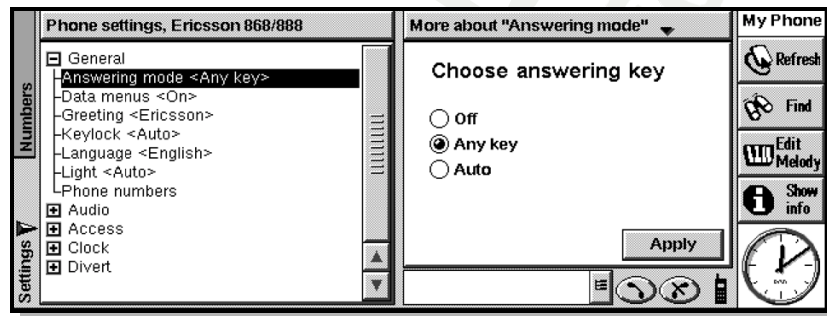 Phone settings, Ericsson 868/888
General
Answering mode <Any key>
Data menus <On>
Greeting <Ericsson>
Keylock <Auto>
Language <English>
Light <Auto>
Phone numbers
Audio
Access
Clock
Divert
Numbers
Settings
More about "Answering mode"
Choose answering key
Off
Any key
Auto
Apply
My Phone
Refresh
Find
Edit
Melody
Show
info